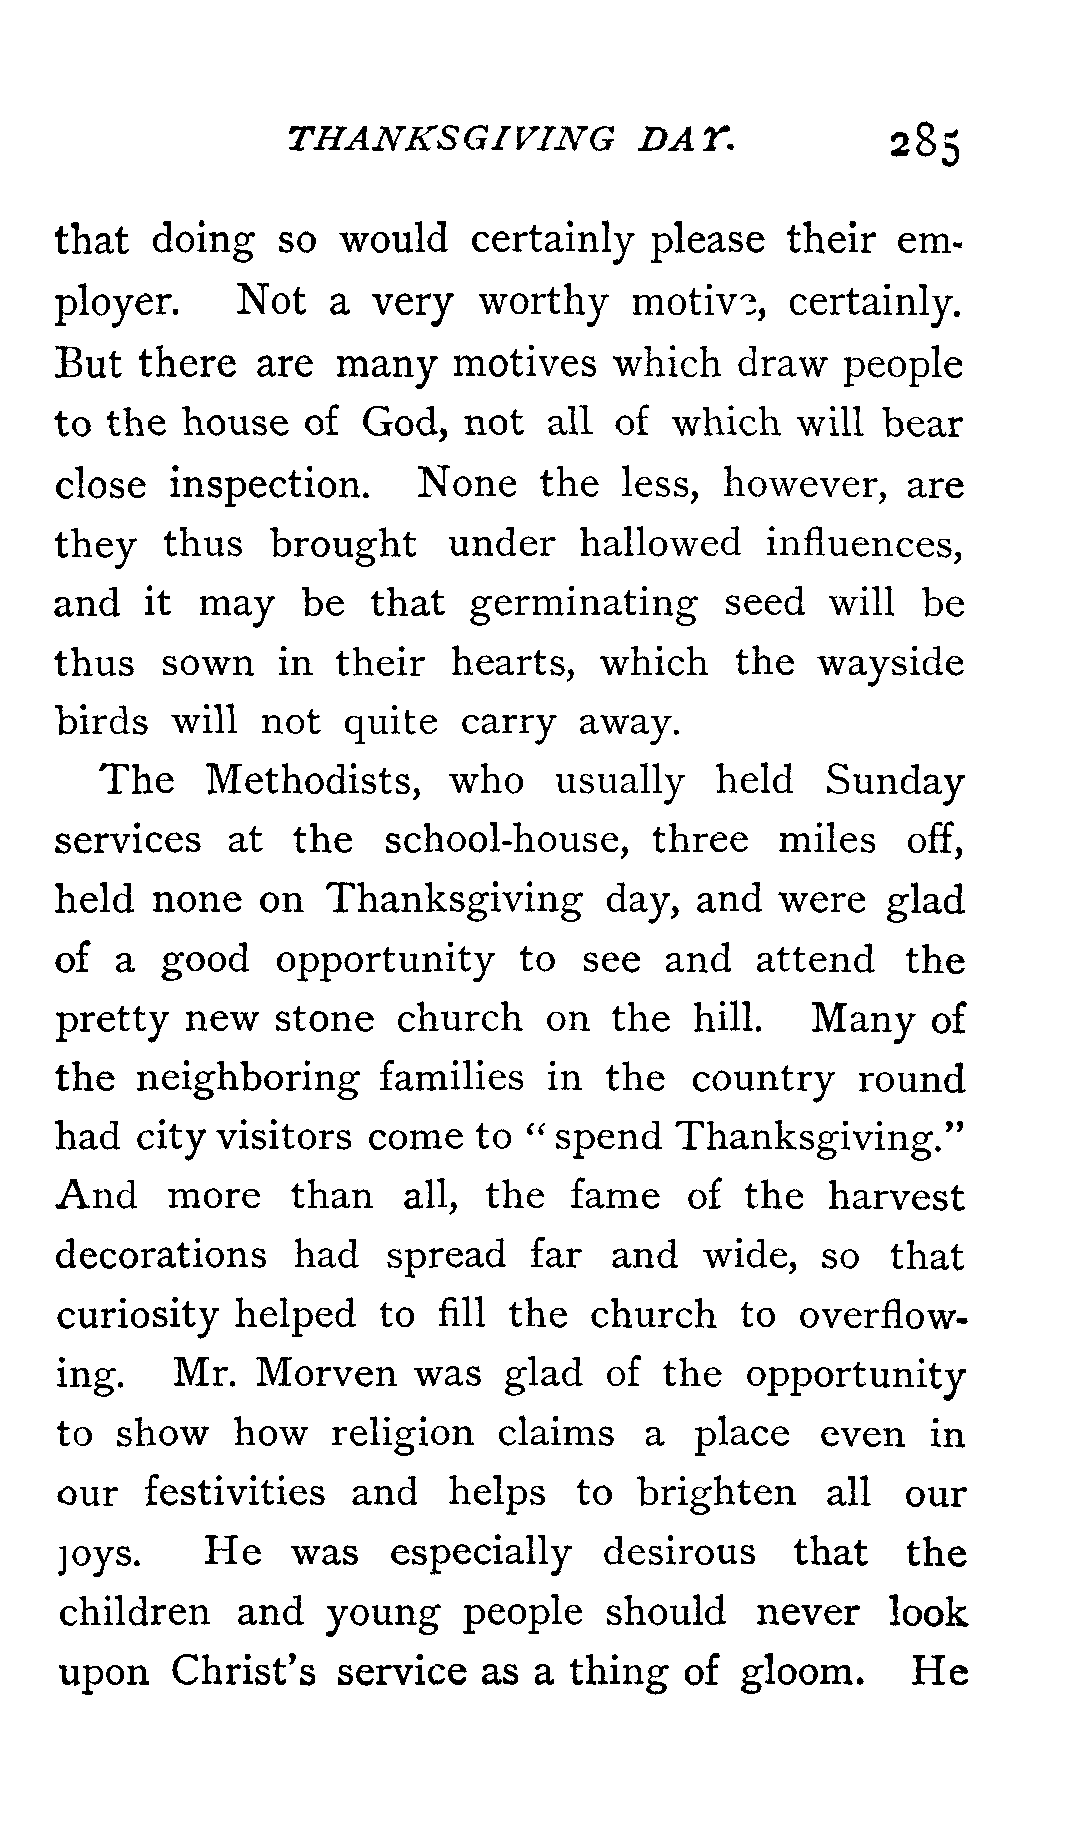 THANKSGIVING DAY. 285
that doing so would certainly please their em-
ployer. Not a very worthy motive, certainly.
But there are many motives which draw people
to the house of God, not all of which will bear
close inspection. None the less, however, are
they thus brought under hallowed influences,
and it may be that germinating seed will be
thus sown in their hearts, which the wayside
birds will not quite carry away.
The Methodists, who usually held Sunday
services at the school-house, three miles off,
held none on Thanksgiving day, and were glad
of a good opportunity to see and attend the
pretty new stone church on the hill. Many of
the neighboring families in the country round
had city visitors come to “spend Thanksgiving.”
And more than all, the fame of the harvest
decorations had spread far and wide, so that
curiosity helped to fill the church to overflow-
ing. Mr. Morven was glad of the opportunity
to show how religion claims a place even in
our festivities and helps to brighten all our
joys. He was especially desirous that the
children and young people should never look
upon Christ’s service as a thing of gloom. He